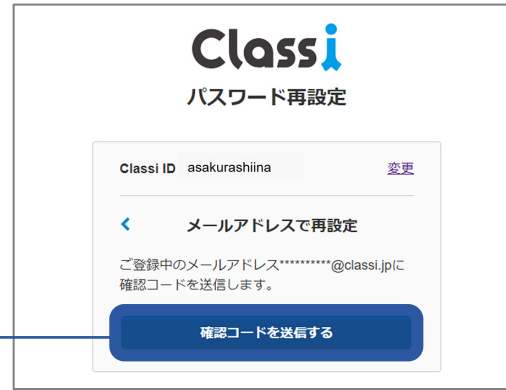 Classi
パスワード再設定
Classi ID asakurashiina 変更
メールアドレスで再設定
ご登録中のメールアドレス**********@classi.jpに
確認コードを送信します。
確認コードを送信する